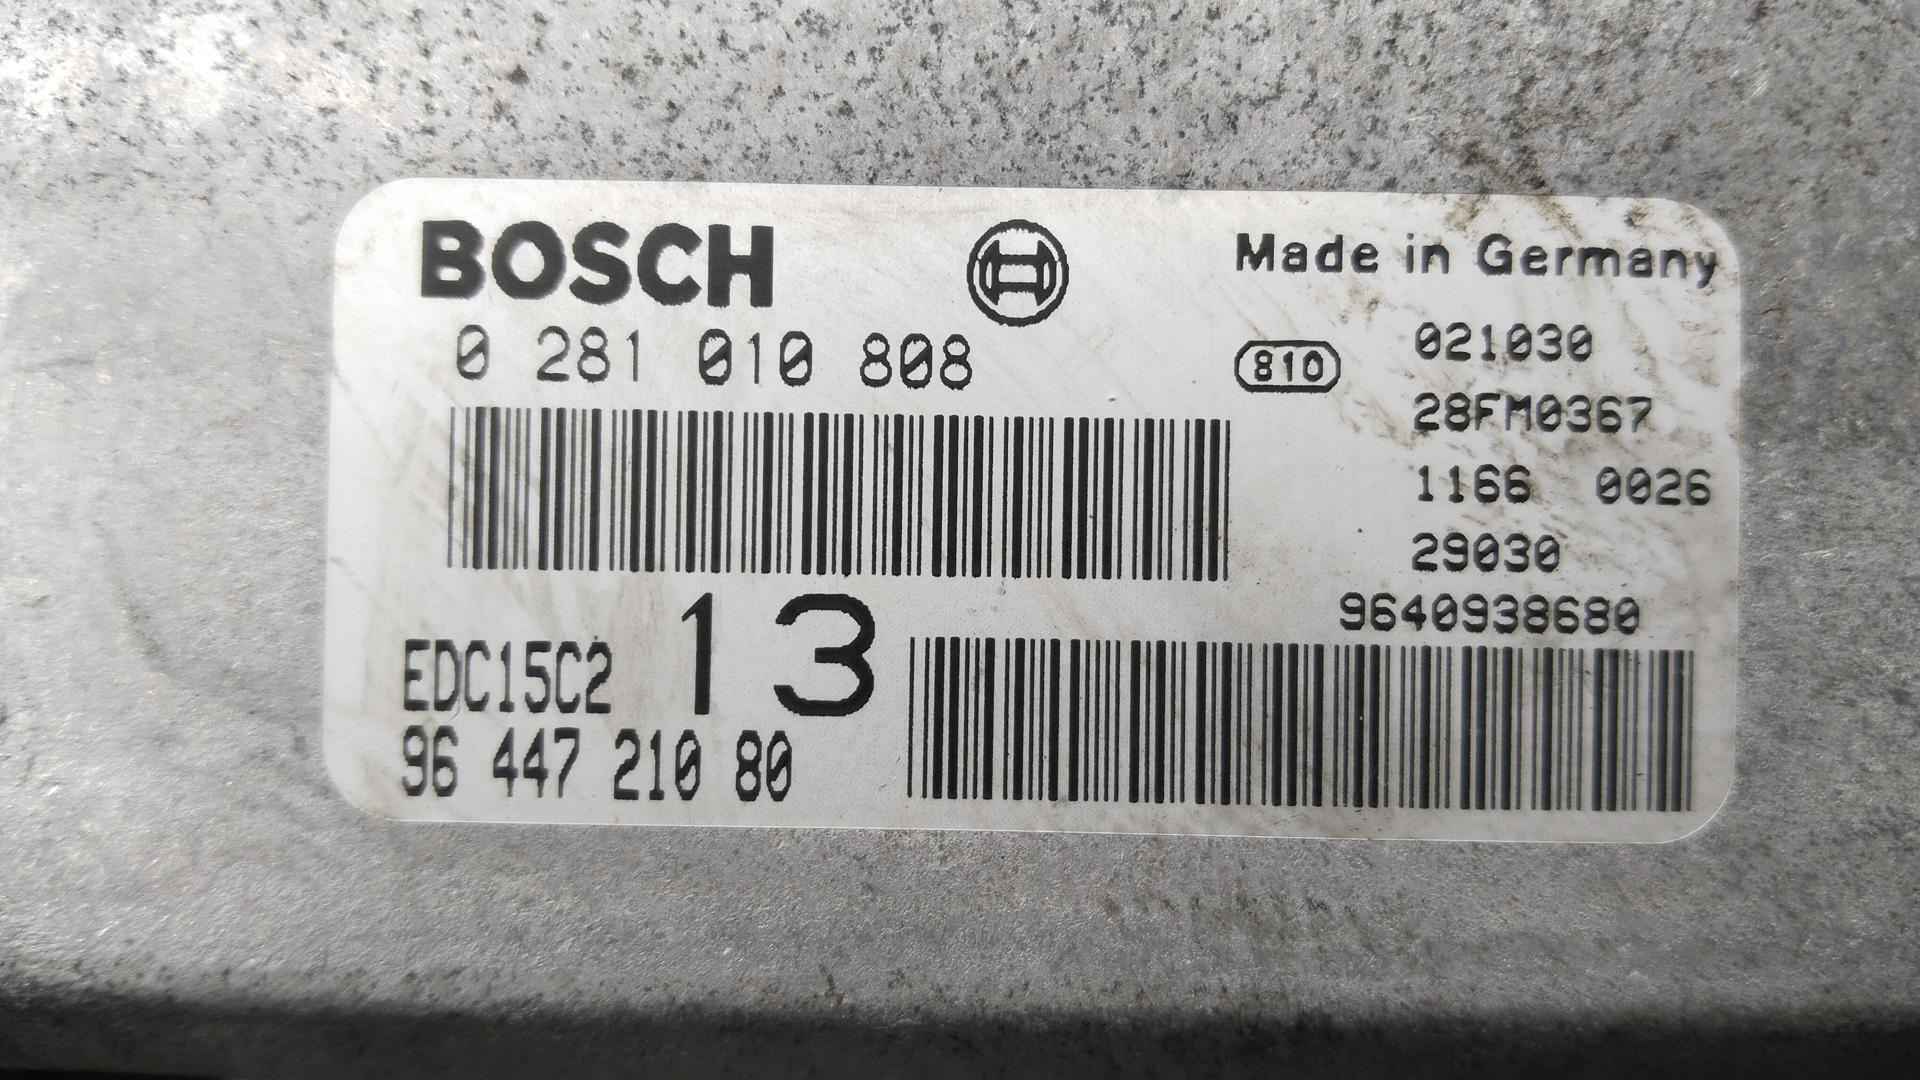 BOSCH
Made in Germany
0 281 010 808
810
021030
28FM0367
1166 0026
29030
9640938680
EDC15C2
13
96 447 210 80